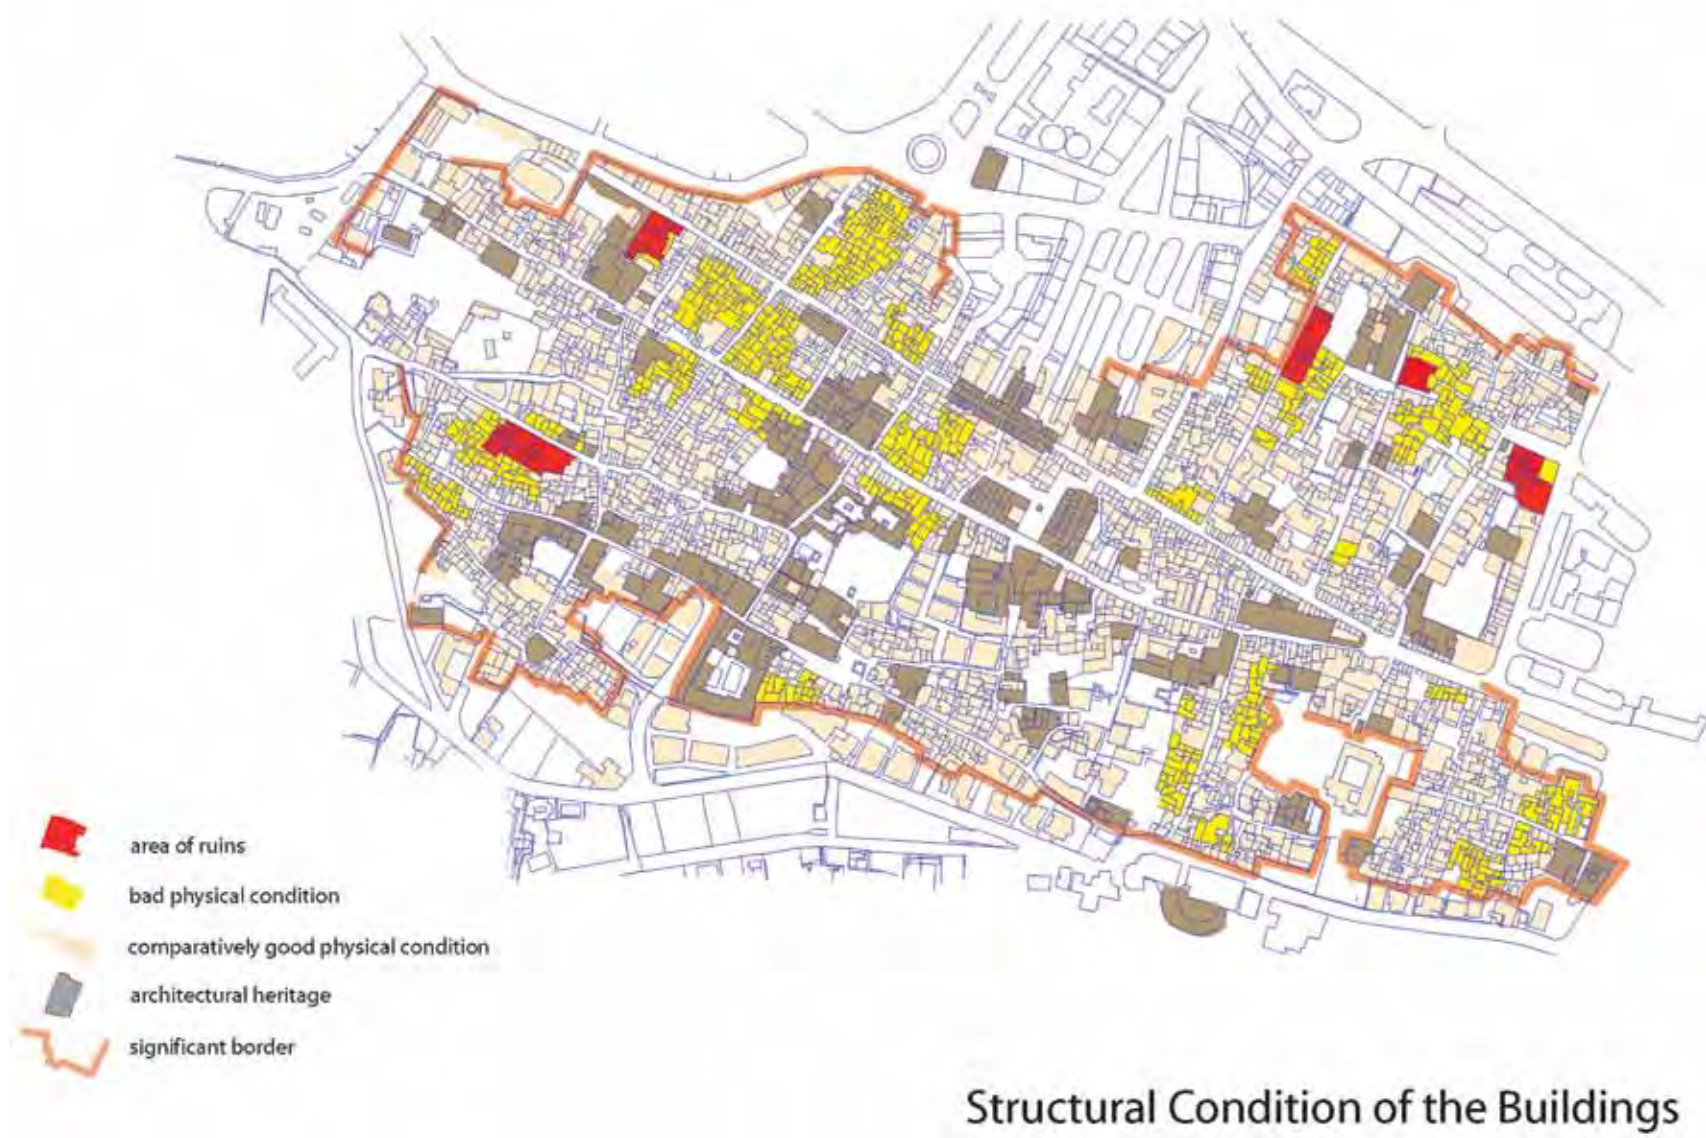 area of ruins
bad physical condition
comparatively good physical condition
architectural heritage
significant border
Structural Condition of the Buildings